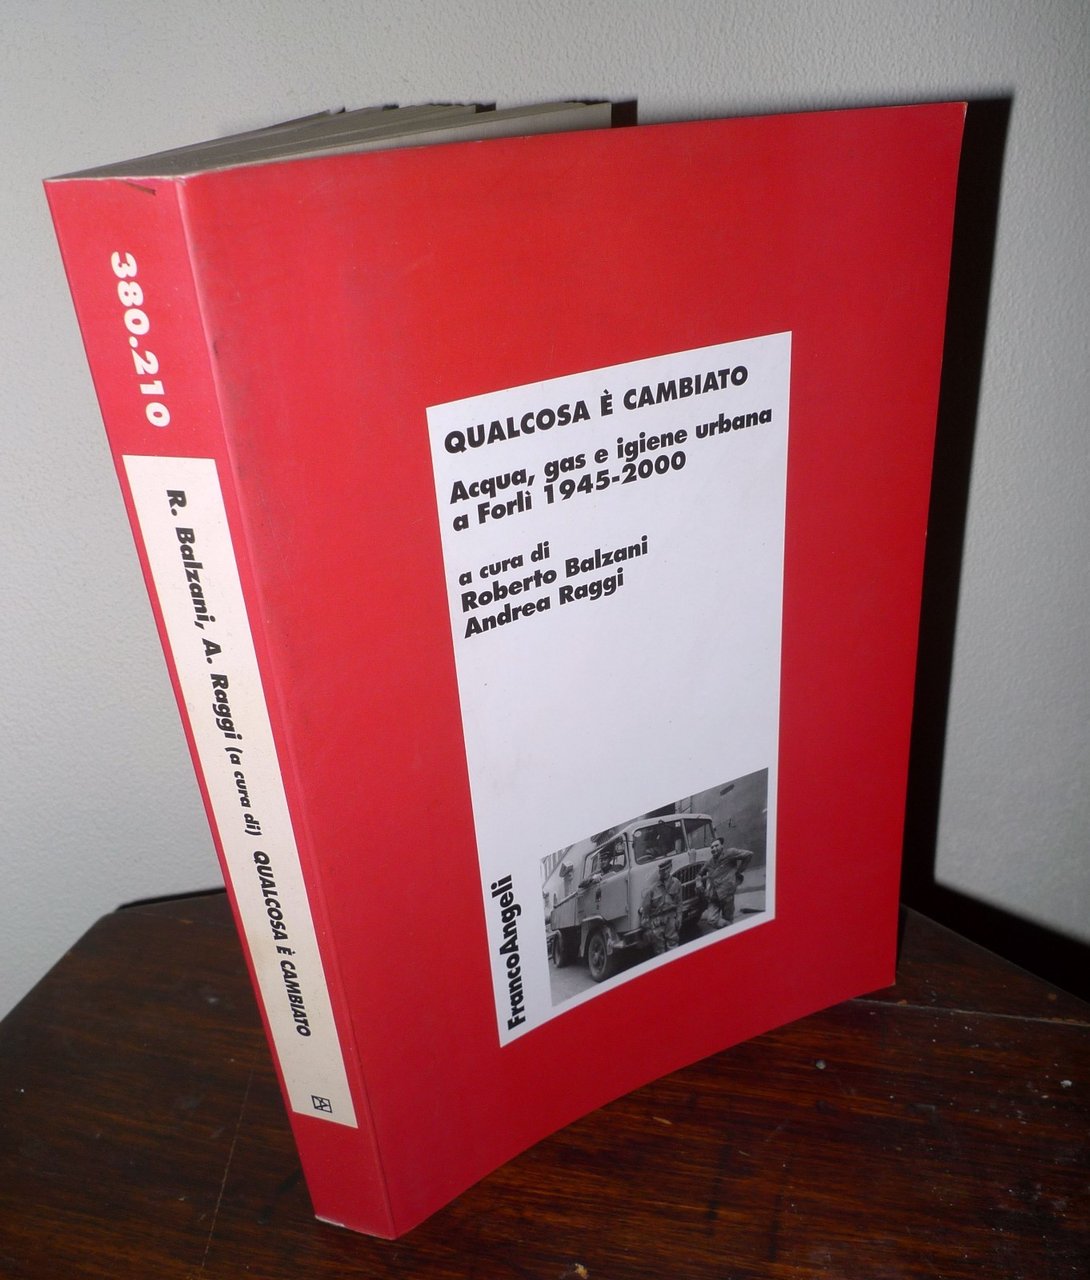 380.210
R. Balzani, A. Raggi (a cura di) QUALCOSA È CAMBIATO
QUALCOSA È CAMBIATO
Acqua, gas e igiene urbana
a Forlì 1945-2000
a cura di
Roberto Balzani
Andrea Raggi
FrancoAngeli